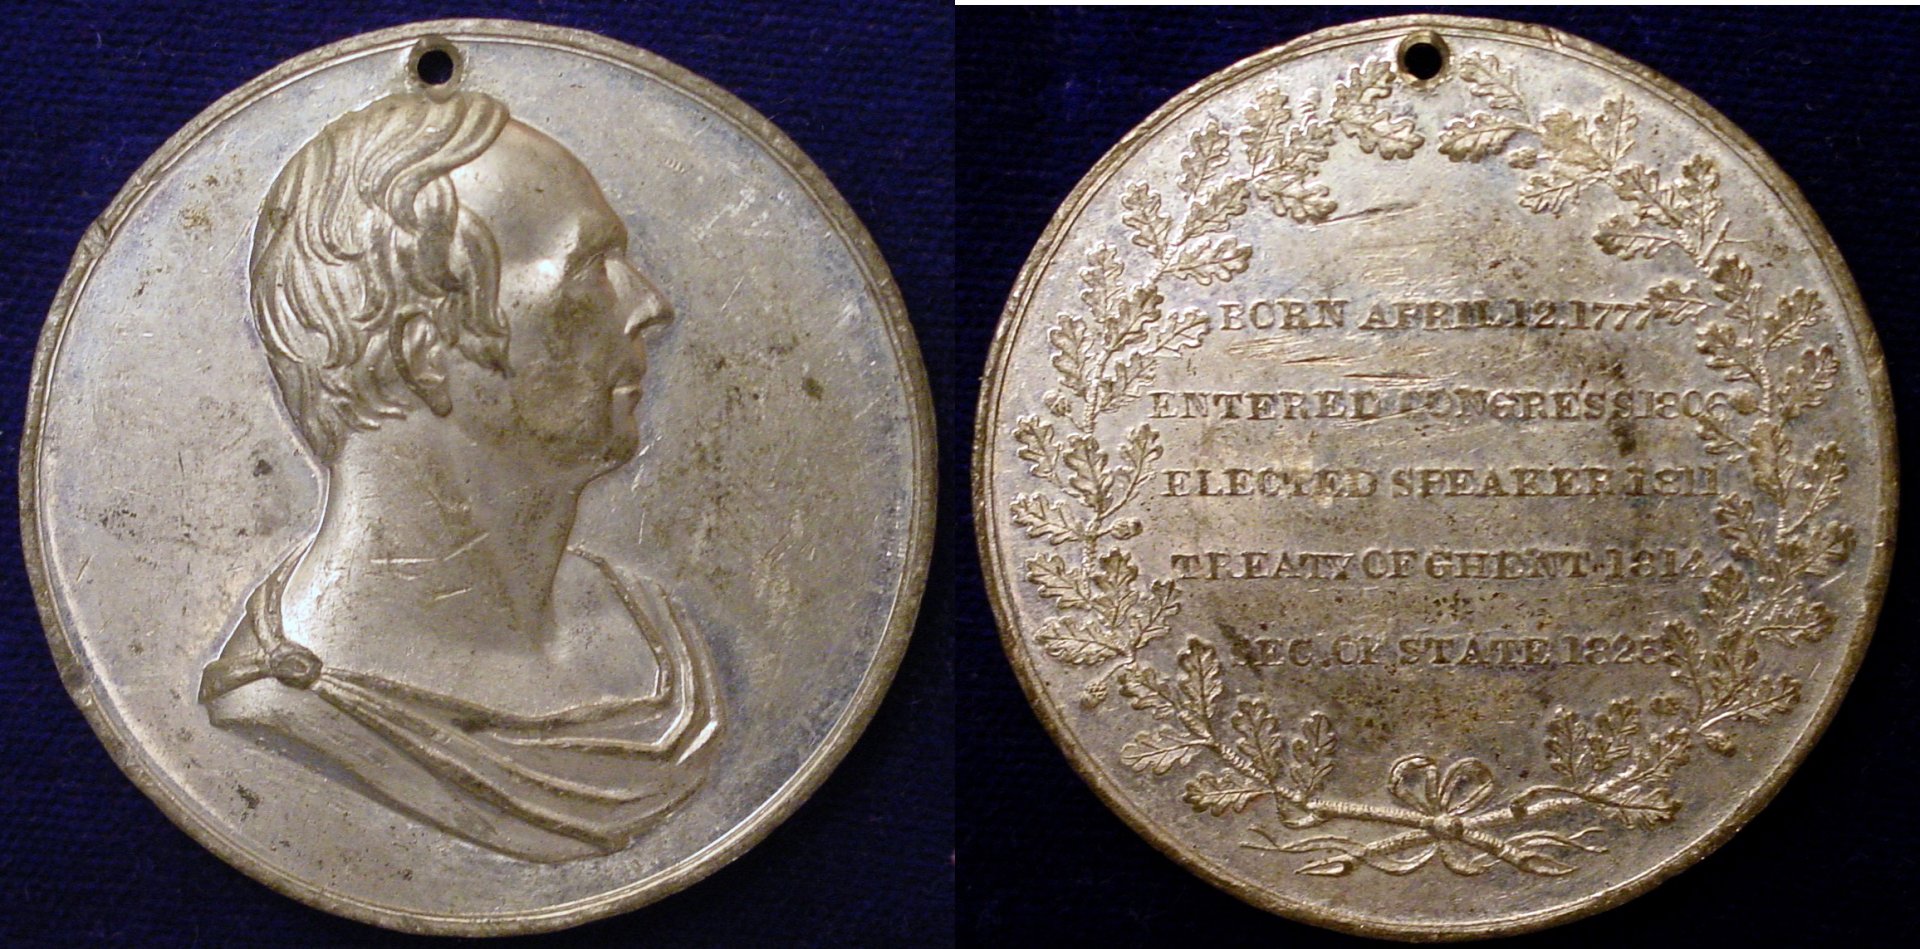 BORN APRIL 12.1777
ENTERED CONGRESS 1806
ELECTED SPEAKER 1811
TREATY OF GHENT·1814
SEC. OF STATE 1825